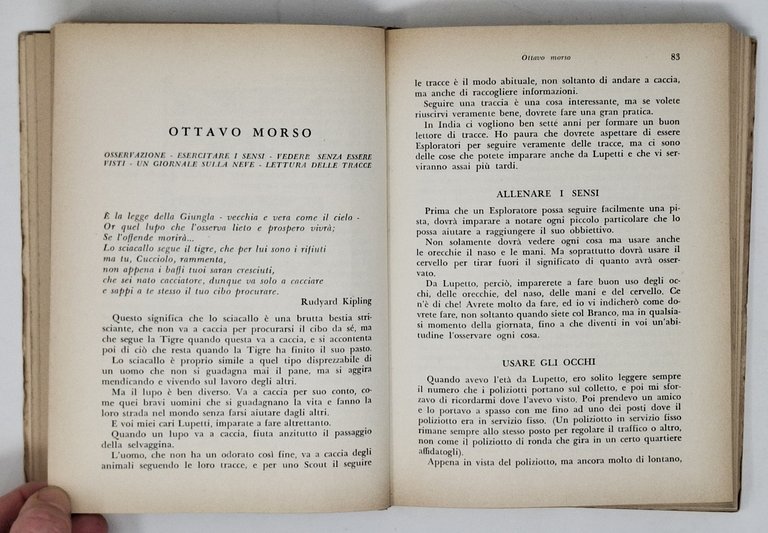 OTTAVO MORSO
OSSERVAZIONE - ESERCITARE I SENSI - VEDERE SENZA ESSERE
VISTI - UN GIORNALE SULLA NEVE - LETTURA DELLE TRACCE
È la legge della Giungla - vecchia e vera come il cielo -
Or quel lupo che l'osserva lieto e prospero vivrà;
Se l'offende morirà...
Lo sciacallo segue il tigre, che per lui sono i rifiuti
ma tu, Cucciolo, rammenta,
non appena i baffi tuoi saran cresciuti,
che sei nato cacciatore, dunque va solo a cacciare
e sappi a te stesso il tuo cibo procurare.
Rudyard Kipling
Questo significa che lo sciacallo è una brutta bestia stri-
sciante, che non va a caccia per procurarsi il cibo da sé, ma
che segue la Tigre quando questa va a caccia, e si accontenta
poi di ciò che resta quando la Tigre ha finito il suo pasto.
Lo sciacallo è proprio simile a quel tipo disprezzabile
di un uomo che non si guadagna mai il pane, ma si aggira
mendicando e vivendo sul lavoro degli altri.
Ma il lupo è ben diverso. Va a caccia per suo conto, co-
me quei bravi uomini che si guadagnano la vita e fanno la
loro strada nel mondo senza farsi aiutare dagli altri.
E voi miei cari Lupetti, imparate a fare altrettanto.
Quando un lupo va a caccia, fiuta anzitutto il passaggio
della selvaggina.
L'uomo, che non ha un odorato così fine, va a caccia degli
animali seguendo le loro tracce, e per uno Scout il seguire
Ottavo morso 83
le tracce è il modo abituale, non soltanto di andare a caccia,
ma anche di raccogliere informazioni.
Seguire una traccia è una cosa interessante, ma se volete
riuscirvi veramente bene, dovrete fare una gran pratica.
In India ci vogliono ben sette anni per formare un buon
lettore di tracce. Ho paura che dovrete aspettare di essere
Esploratori per seguire veramente delle tracce, ma ci sono
delle cose che potete imparare anche da Lupetti e che vi ser-
viranno assai più tardi.
ALLENARE I SENSI
Prima che un Esploratore possa seguire facilmente una pi-
sta, dovrà imparare a notare ogni piccolo particolare che lo
possa aiutare a raggiungere il suo obbiettivo.
Non solamente dovrà vedere ogni cosa ma usare anche
le orecchie il naso e le mani. Ma soprattutto dovrà usare il
cervello per tirar fuori il significato di quanto avrà osser-
vato.
Da Lupetto, perciò, imparerete a fare buon uso degli oc-
chi, delle orecchie, del naso, delle mani e del cervello. Ce
n'è di che! Avrete molto da fare, ed io vi indicherò come do-
vrete fare, non soltanto quando siete col Branco, ma in qualsia-
si momento della giornata, fino a che diventi in voi un'abi-
tudine l'osservare ogni cosa.
USARE GLI OCCHI
Quando avevo l'età da Lupetto, ero solito leggere sempre
il numero che i poliziotti portano sul colletto, e poi mi sfor-
zavo di ricordarmi dove l'avevo visto. Poi prendevo un amico
e lo portavo a spasso con me fino ad uno dei posti dove il
poliziotto era in servizio fisso. (Un poliziotto in servizio fisso
rimane sempre allo stesso posto per regolare il traffico o altro,
non come il poliziotto di ronda che gira in un certo quartiere
affidatogli).
Appena in vista del poliziotto, ma ancora molto di lontano,